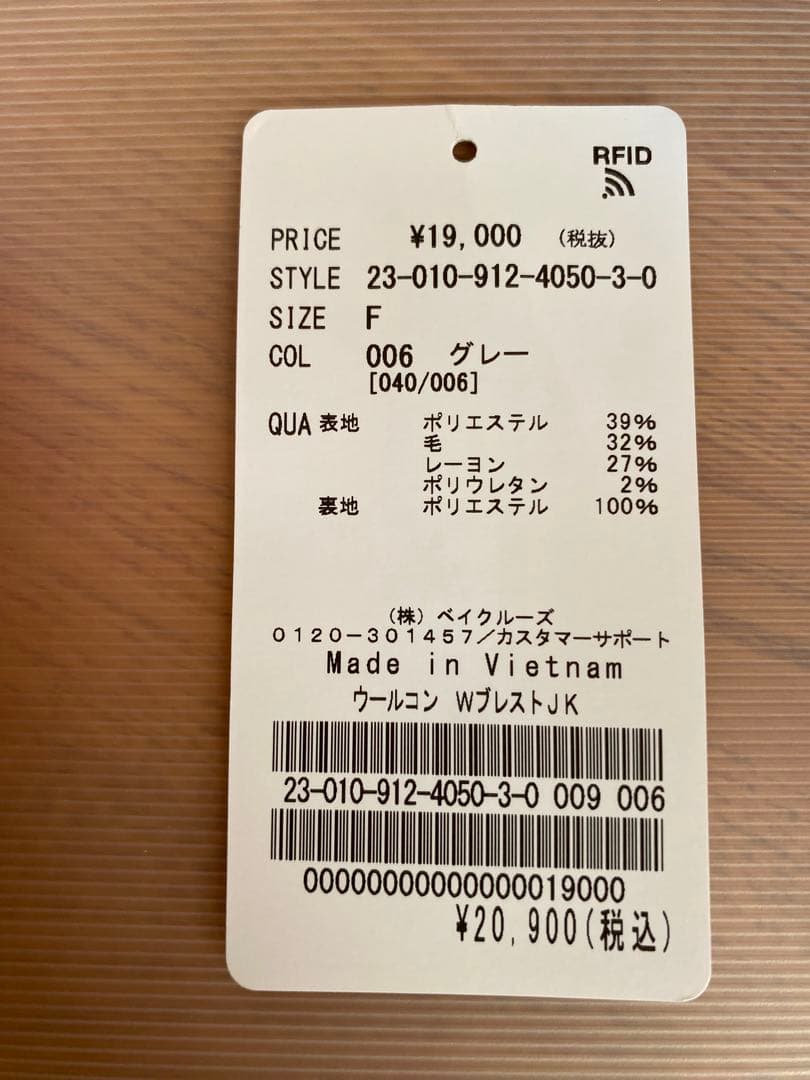 RFID
PRICE ¥19,000 (税抜)
STYLE 23-010-912-4050-3-0
SIZE F
COL 006 グレー
[040/006]
QUA 表地 ポリエステル 39%
毛 32%
レーヨン 27%
ポリウレタン 2%
裏地 ポリエステル 100%
(株) ベイクルーズ
0120-301457/カスタマーサポート
Made in Vietnam
ウールコン WブレストJK
23-010-912-4050-3-0 009 006
00000000000000019000
¥20,900(税込)